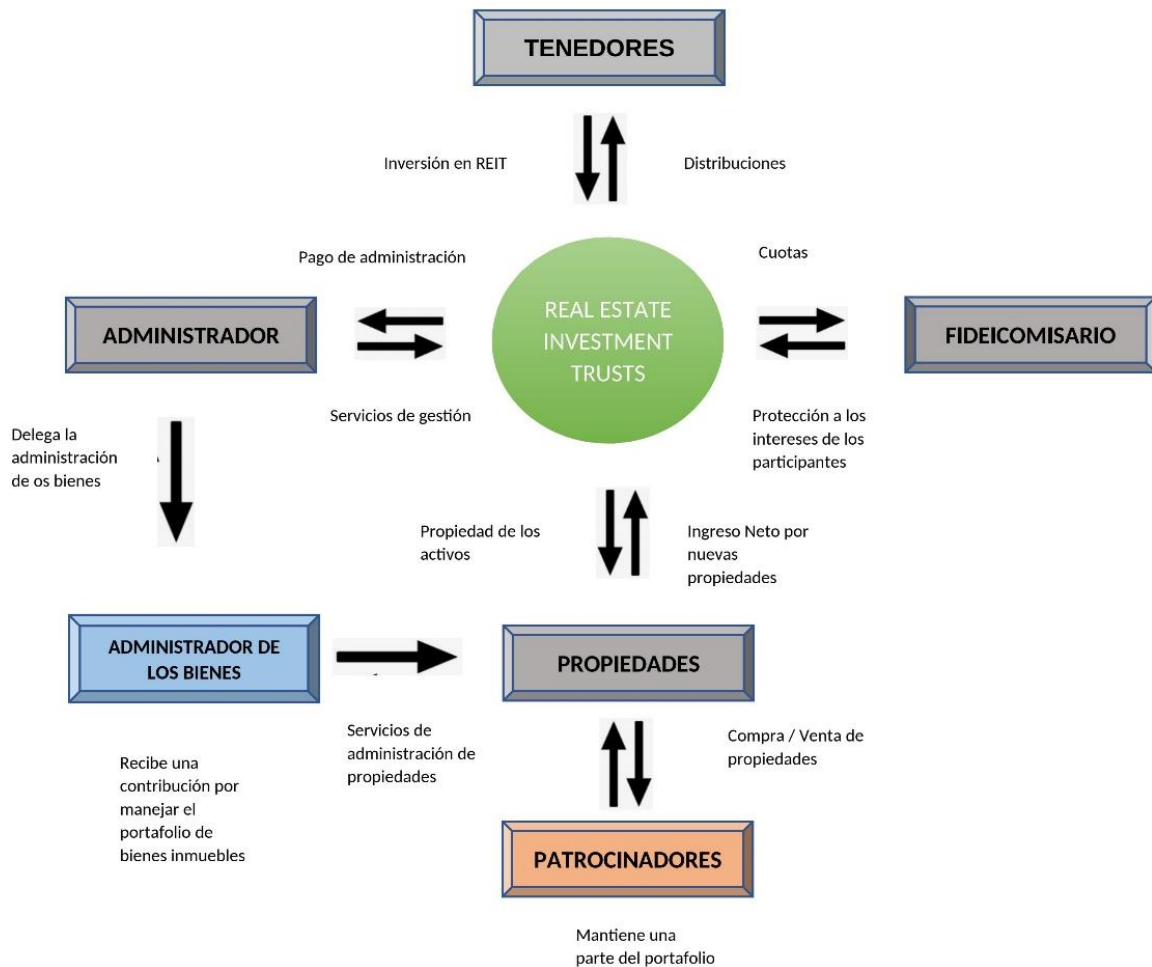 TENEDORES
Inversión en REIT
Distribuciones
Pago de administración
Cuotas
REAL ESTATE
INVESTMENT
TRUSTS
ADMINISTRADOR
FIDEICOMISARIO
Servicios de gestión
Protección a los
intereses de los
participantes
Delega la
administración
de os bienes
Propiedad de los
activos
Ingreso Neto por
nuevas
propiedades
ADMINISTRADOR DE
LOS BIENES
PROPIEDADES
Servicios de
administración de
propiedades
Compra / Venta de
propiedades
Recibe una
contribución por
manejar el
portafolio de
bienes inmuebles
PATROCINADORES
Mantiene una
parte del portafolio